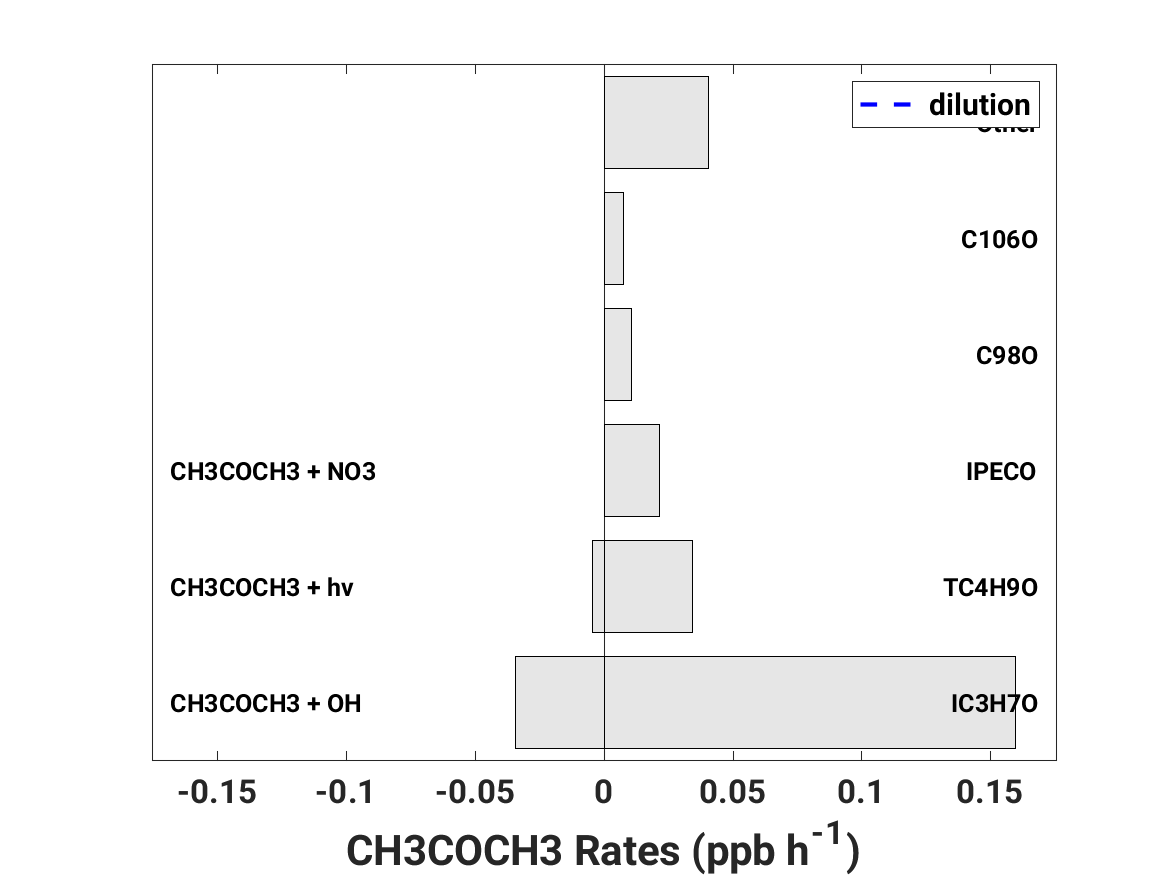 dilution
C106O
C98O
CH3COCH3 + NO3
IPECO
CH3COCH3 + hv
TC4H9O
CH3COCH3 + OH
IC3H7O
-0.15 -0.1 -0.05 0 0.05 0.1 0.15
CH3COCH3 Rates (ppb h⁻¹)